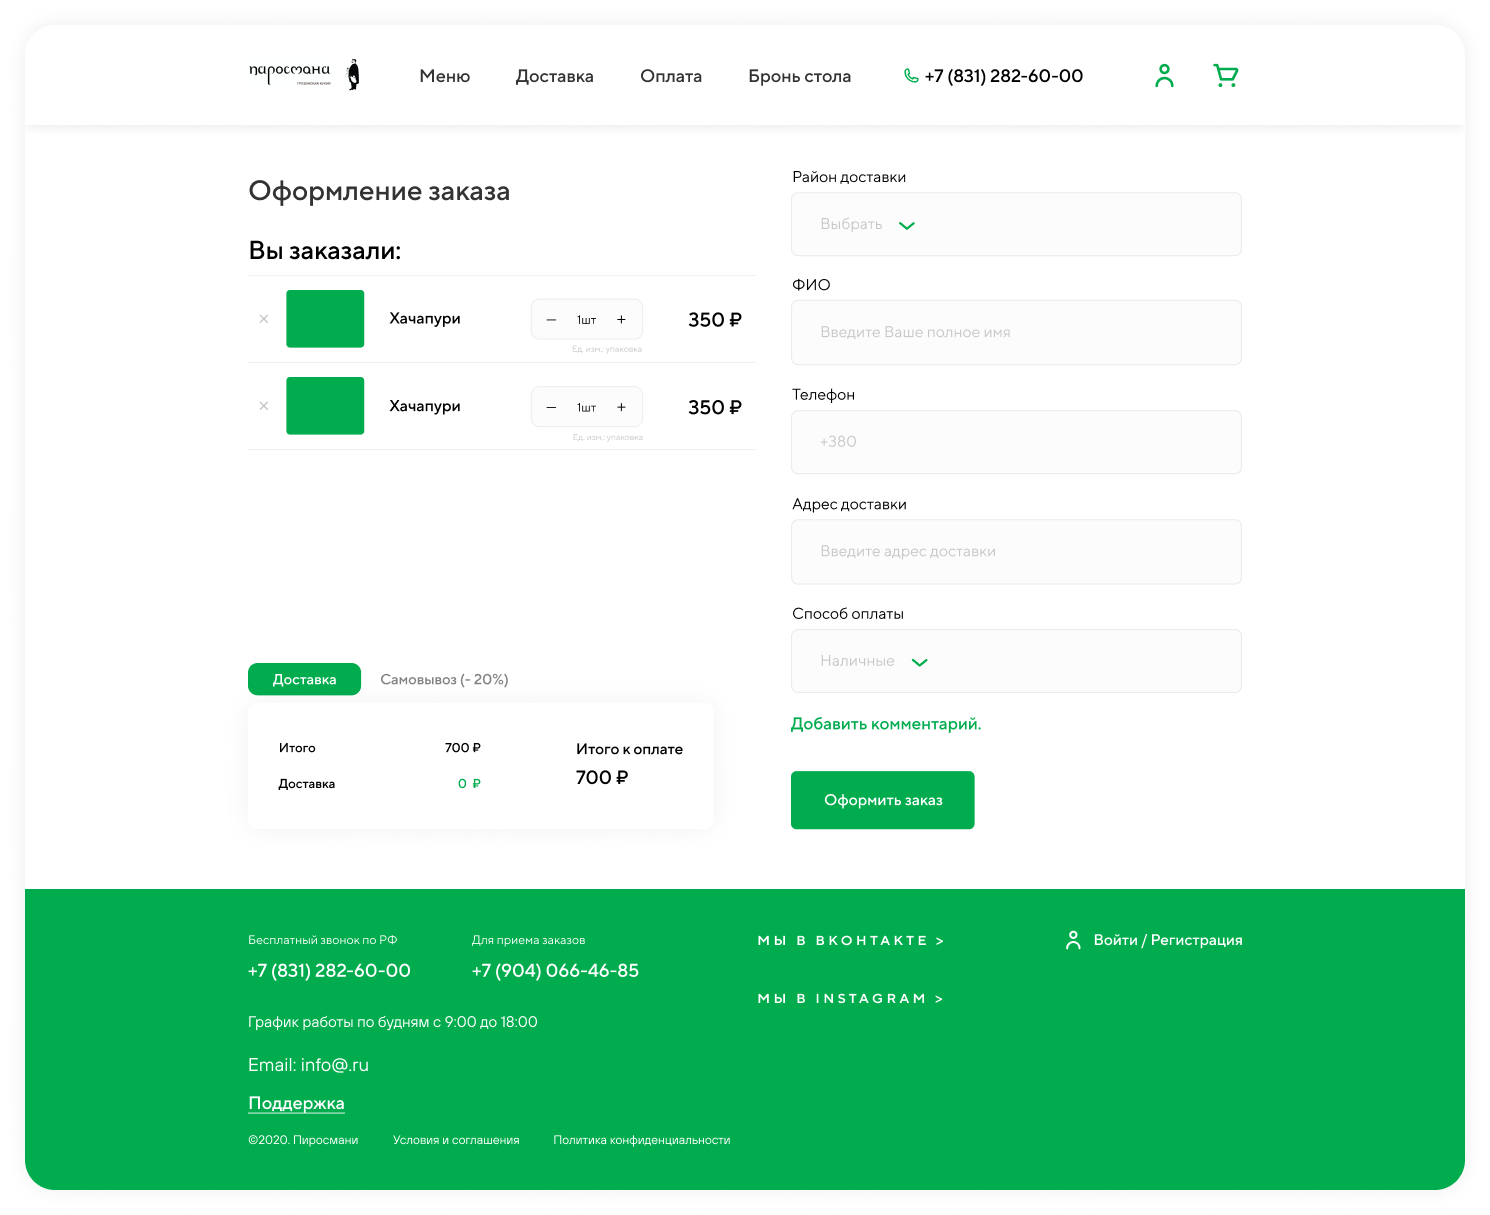 пиросмани
ГРУЗИНСКАЯ КУХНЯ
Меню
Доставка
Оплата
Бронь стола
+7 (831) 282-60-00
Оформление заказа
Вы заказали:
× Хачапури – 1шт + 350 ₽
Ед. изм.: упаковка
× Хачапури – 1шт + 350 ₽
Ед. изм.: упаковка
Доставка
Самовывоз (- 20%)
Итого 700 ₽
Доставка 0 ₽
Итого к оплате
700 ₽
Район доставки
Выбрать
ФИО
Введите Ваше полное имя
Телефон
+380
Адрес доставки
Введите адрес доставки
Способ оплаты
Наличные
Добавить комментарий.
Оформить заказ
Бесплатный звонок по РФ
+7 (831) 282-60-00
Для приема заказов
+7 (904) 066-46-85
График работы по будням с 9:00 до 18:00
Email: info@.ru
Поддержка
©2020. Пиросмани
Условия и соглашения
Политика конфиденциальности
МЫ В ВКОНТАКТЕ >
МЫ В INSTAGRAM >
Войти / Регистрация